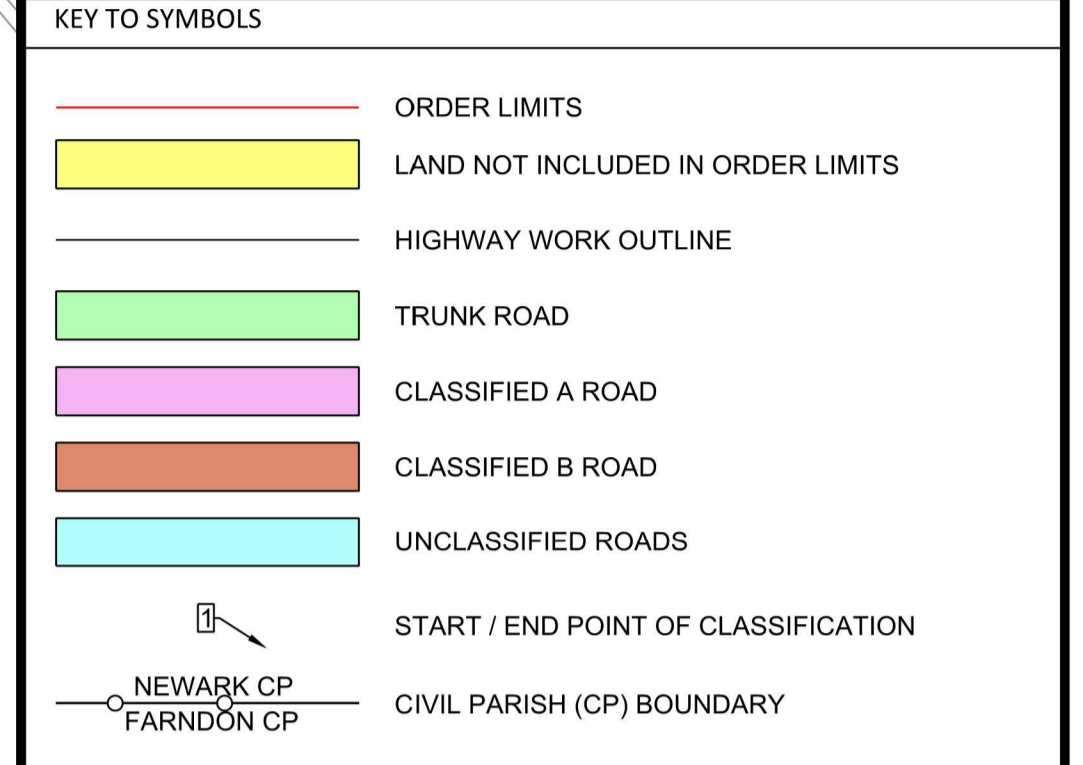 KEY TO SYMBOLS
ORDER LIMITS
LAND NOT INCLUDED IN ORDER LIMITS
HIGHWAY WORK OUTLINE
TRUNK ROAD
CLASSIFIED A ROAD
CLASSIFIED B ROAD
UNCLASSIFIED ROADS
1 START / END POINT OF CLASSIFICATION
NEWARK CP
FARNDON CP
CIVIL PARISH (CP) BOUNDARY